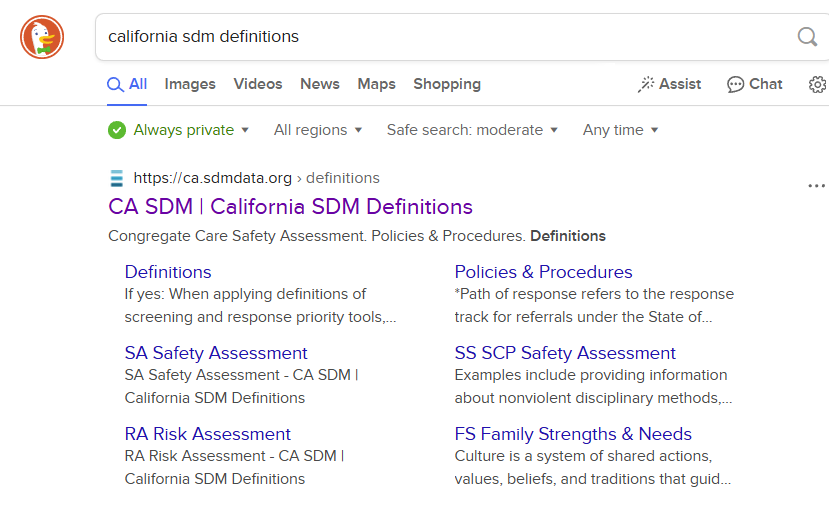 california sdm definitions
All Images Videos News Maps Shopping Assist Chat
Always private All regions Safe search: moderate Any time
https://ca.sdmdata.org › definitions
CA SDM | California SDM Definitions
Congregate Care Safety Assessment. Policies & Procedures. Definitions
Definitions
If yes: When applying definitions of
screening and response priority tools,...
Policies & Procedures
*Path of response refers to the response
track for referrals under the State of...
SA Safety Assessment
SA Safety Assessment - CA SDM |
California SDM Definitions
SS SCP Safety Assessment
Examples include providing information
about nonviolent disciplinary methods,...
RA Risk Assessment
RA Risk Assessment - CA SDM |
California SDM Definitions
FS Family Strengths & Needs
Culture is a system of shared actions,
values, beliefs, and traditions that guid...